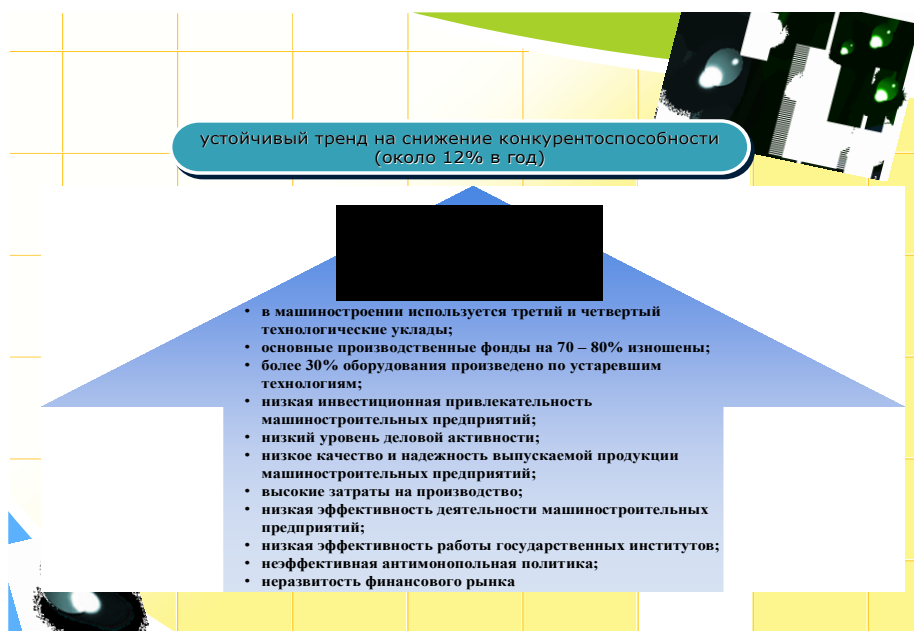 устойчивый тренд на снижение конкурентоспособности
(около 12% в год)
• в машиностроении используется третий и четвертый
технологические уклады;
• основные производственные фонды на 70 – 80% изношены;
• более 30% оборудования произведено по устаревшим
технологиям;
• низкая инвестиционная привлекательность
машиностроительных предприятий;
• низкий уровень деловой активности;
• низкое качество и надежность выпускаемой продукции
машиностроительных предприятий;
• высокие затраты на производство;
• низкая эффективность деятельности машиностроительных
предприятий;
• низкая эффективность работы государственных институтов;
• неэффективная антимонопольная политика;
• неразвитость финансового рынка